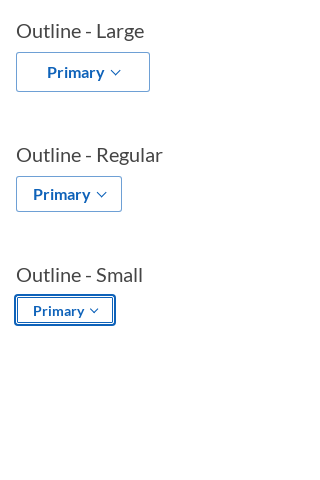 Outline - Large
Primary
Outline - Regular
Primary
Outline - Small
Primary